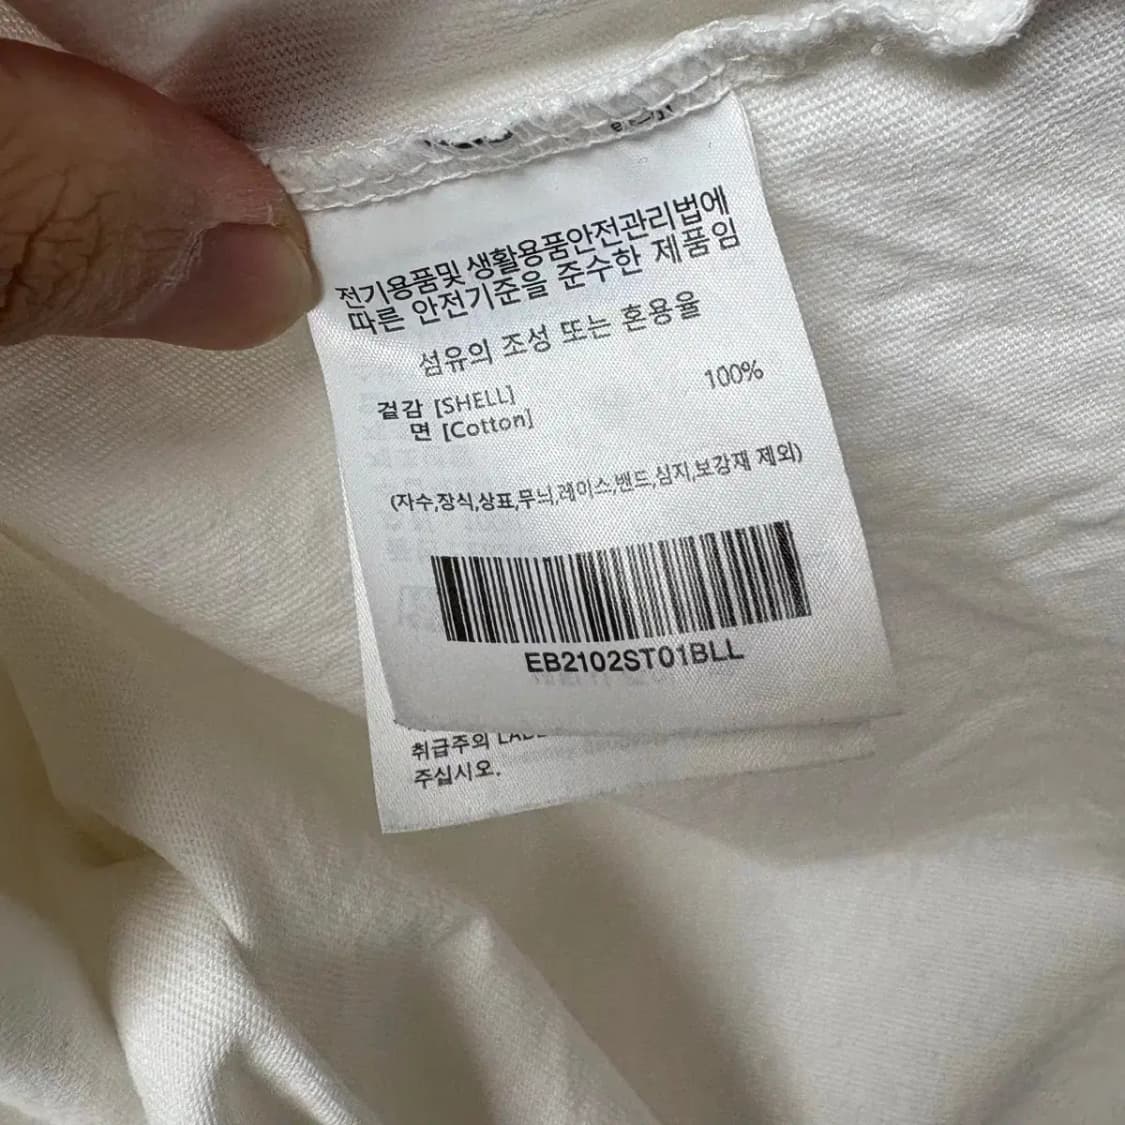 전기용품및 생활용품안전관리법에
따른 안전기준을 준수한 제품임
섬유의 조성 또는 혼용율
겉감 [SHELL] 100%
면 [Cotton]
(자수,장식,상표,무늬,레이스,밴드,심지,보강재 제외)
EB2102ST01BLL
취급주의
주십시오.